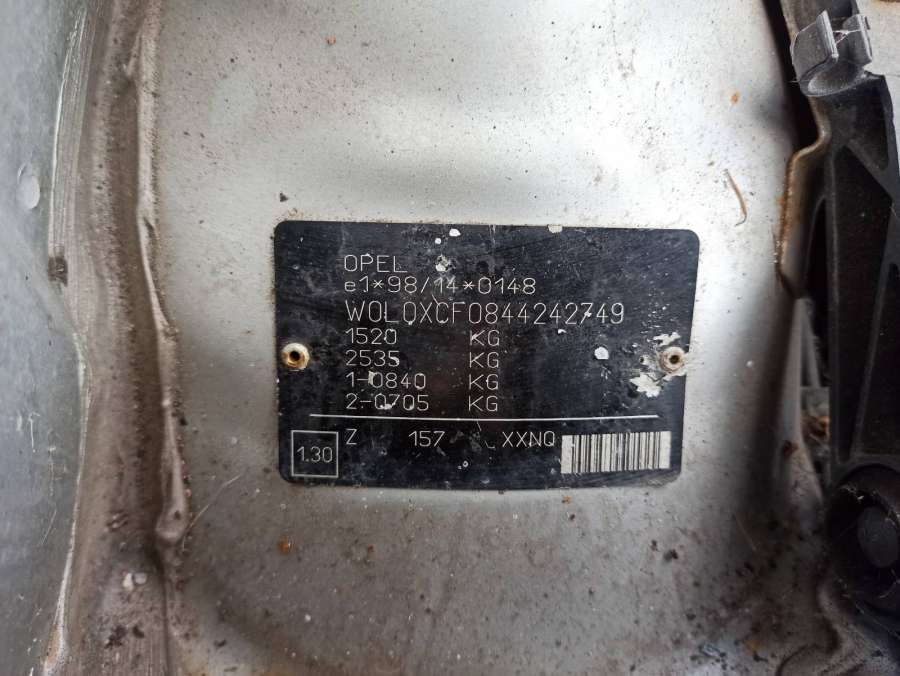 OPEL
e1*98/14*0148
W0L0XCF0844242749
1520 KG
2535 KG
1-0840 KG
2-0705 KG
Z 157 XXNQ
1.30